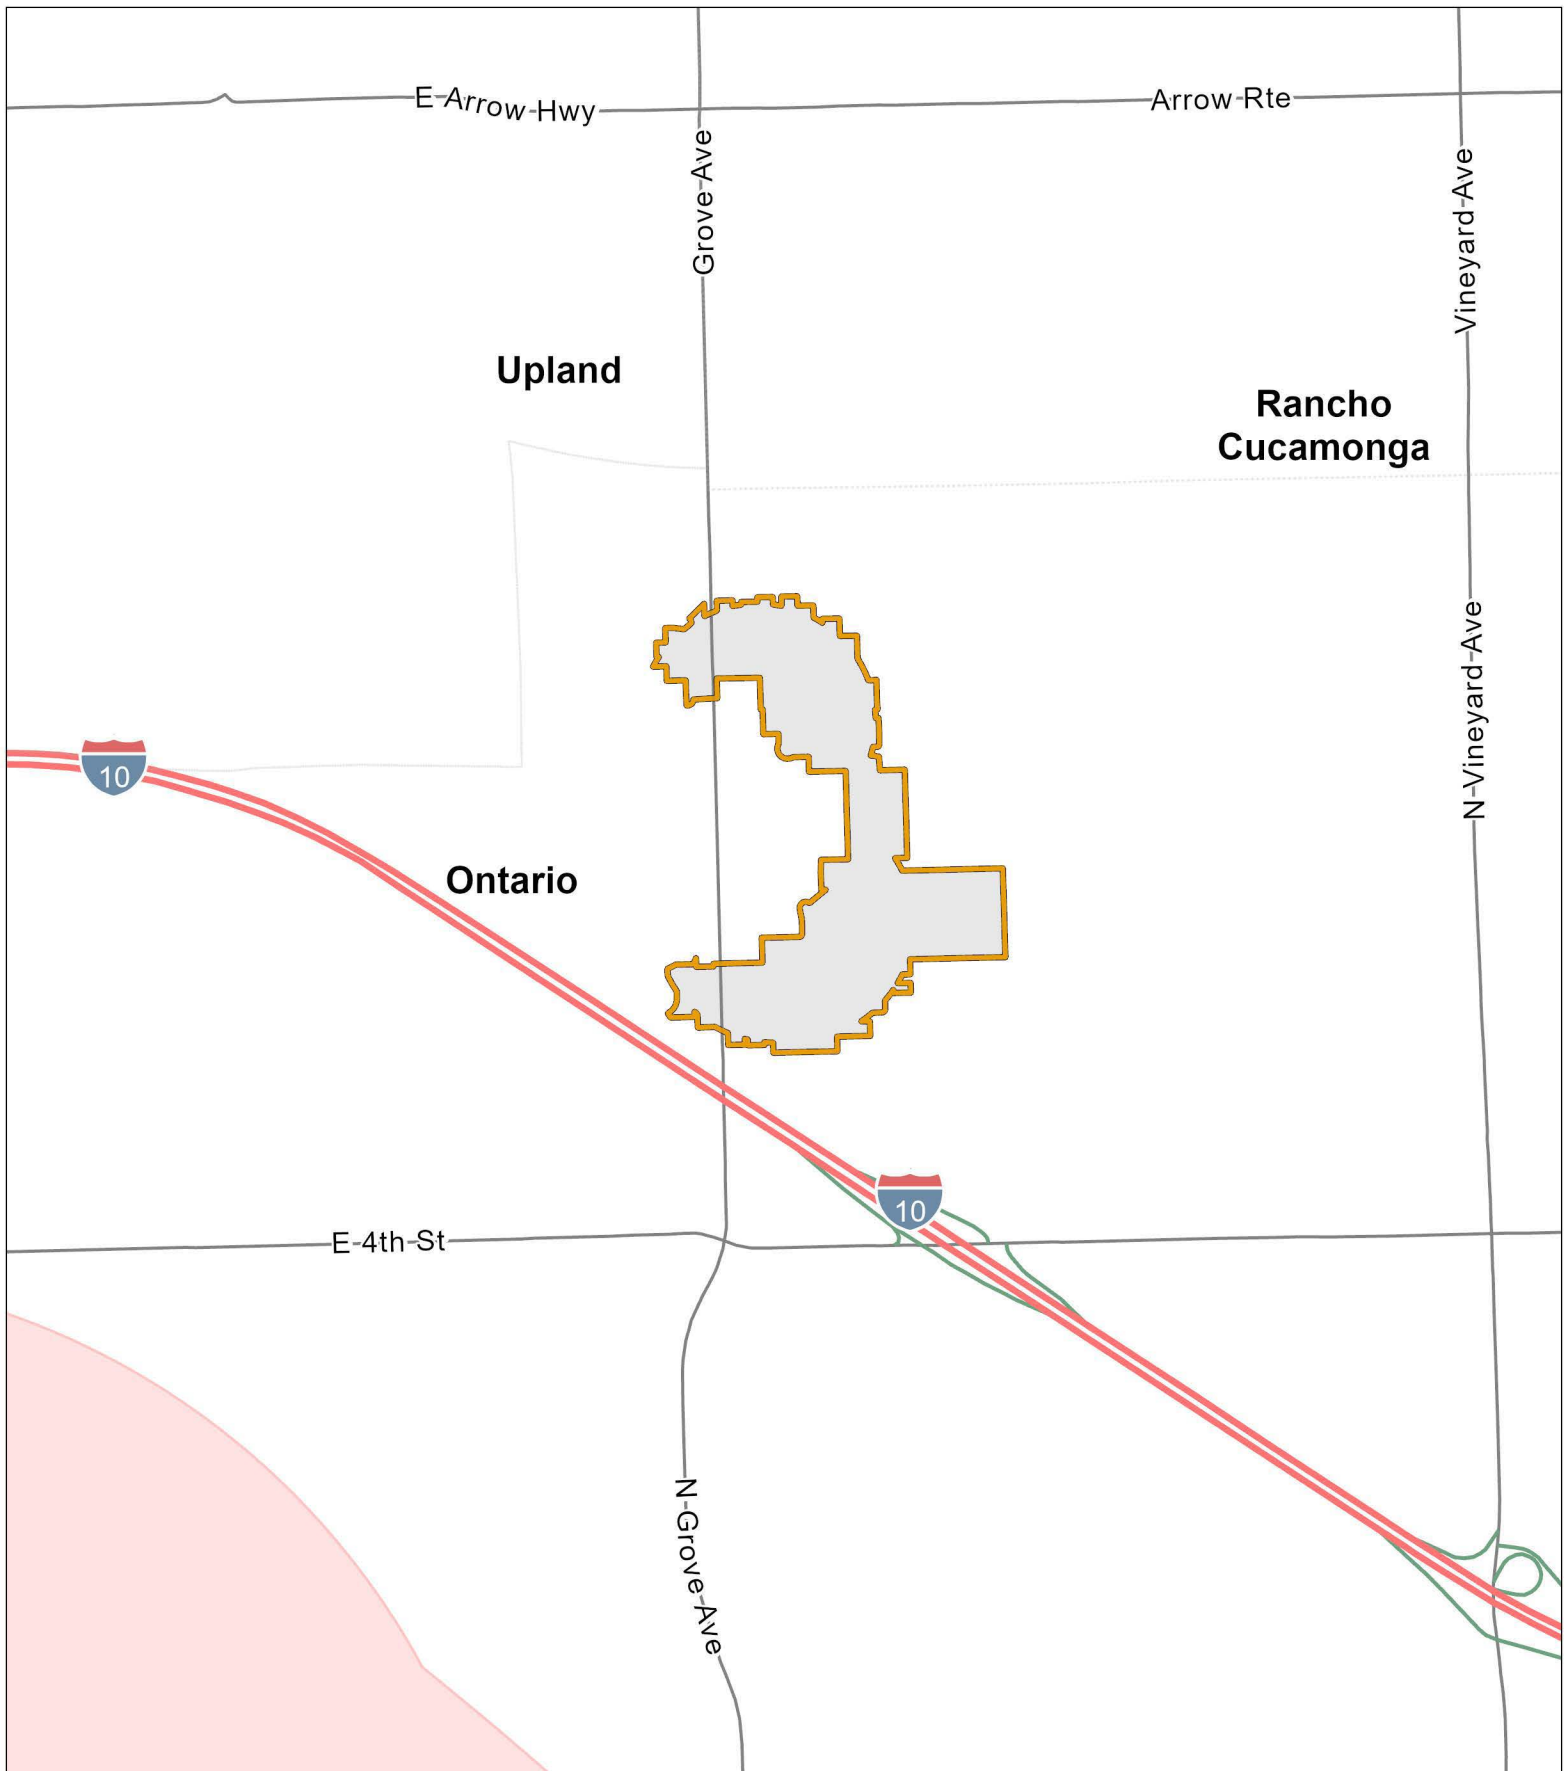 E Arrow Hwy
Arrow Rte
Grove Ave
Vineyard Ave
Upland
Rancho
Cucamonga
N Vineyard Ave
10
Ontario
10
E 4th St
N Grove Ave